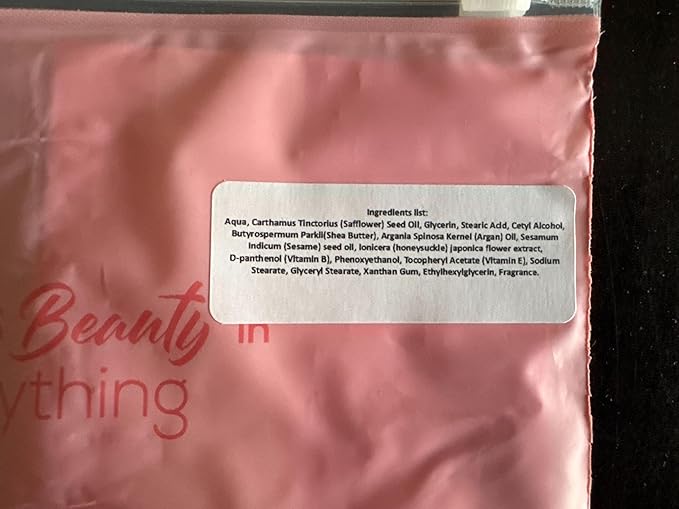 Ingredients list:
Aqua, Carthamus Tinctorius (Safflower) Seed Oil, Glycerin, Stearic Acid, Cetyl Alcohol,
Butyrospermum Parkii(Shea Butter), Argania Spinosa Kernel (Argan) Oil, Sesamum
Indicum (Sesame) seed oil, lonicera (honeysuckle) japonica flower extract,
D-panthenol (Vitamin B), Phenoxyethanol, Tocopheryl Acetate (Vitamin E), Sodium
Stearate, Glyceryl Stearate, Xanthan Gum, Ethylhexylglycerin, Fragrance.
Beauty in
ything